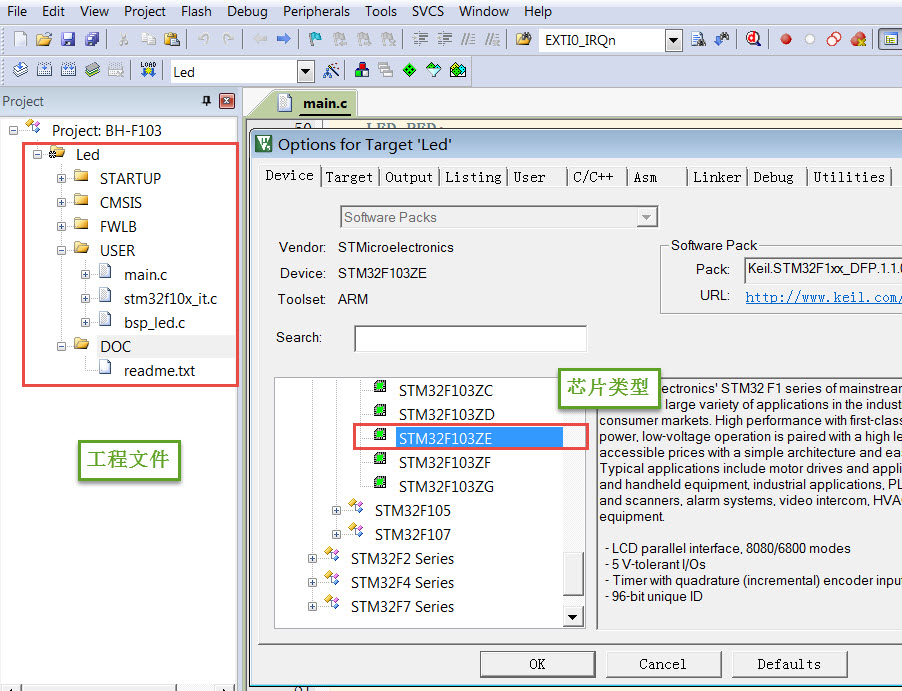 File Edit View Project Flash Debug Peripherals Tools SVCS Window Help
EXTI0_IRQn
LOAD
Led
Project
main.c
Project: BH-F103
Led
STARTUP
CMSIS
FWLB
USER
main.c
stm32f10x_it.c
bsp_led.c
DOC
readme.txt
工程文件
50 LED_RED;
Options for Target 'Led'
Device Target Output Listing User C/C++ Asm Linker Debug Utilities
Software Packs
Vendor: STMicroelectronics
Device: STM32F103ZE
Toolset: ARM
Search:
Software Pack
Pack: Keil.STM32F1xx_DFP.1.1.0
URL: http://www.keil.com/
STM32F103ZC
STM32F103ZD
STM32F103ZE
STM32F103ZF
STM32F103ZG
STM32F105
STM32F107
STM32F2 Series
STM32F4 Series
STM32F7 Series
芯片类型
ectronics' STM32 F1 series of mainstream
large variety of applications in the indust
consumer markets. High performance with first-class
power, low-voltage operation is paired with a high le
accessible prices with a simple architecture and eas
Typical applications include motor drives and appli
and handheld equipment, industrial applications, PL
and scanners, alarm systems, video intercom, HVA
equipment.
- LCD parallel interface, 8080/6800 modes
- 5 V-tolerant I/Os
- Timer with quadrature (incremental) encoder input
- 96-bit unique ID
OK Cancel Defaults